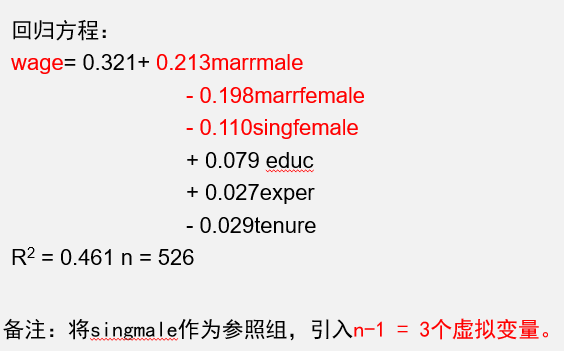 回归方程：
wage= 0.321+ 0.213marrmale
- 0.198marrfemale
- 0.110singfemale
+ 0.079 educ
+ 0.027exper
- 0.029tenure
R² = 0.461 n = 526
备注：将singmale作为参照组，引入n-1 = 3个虚拟变量。